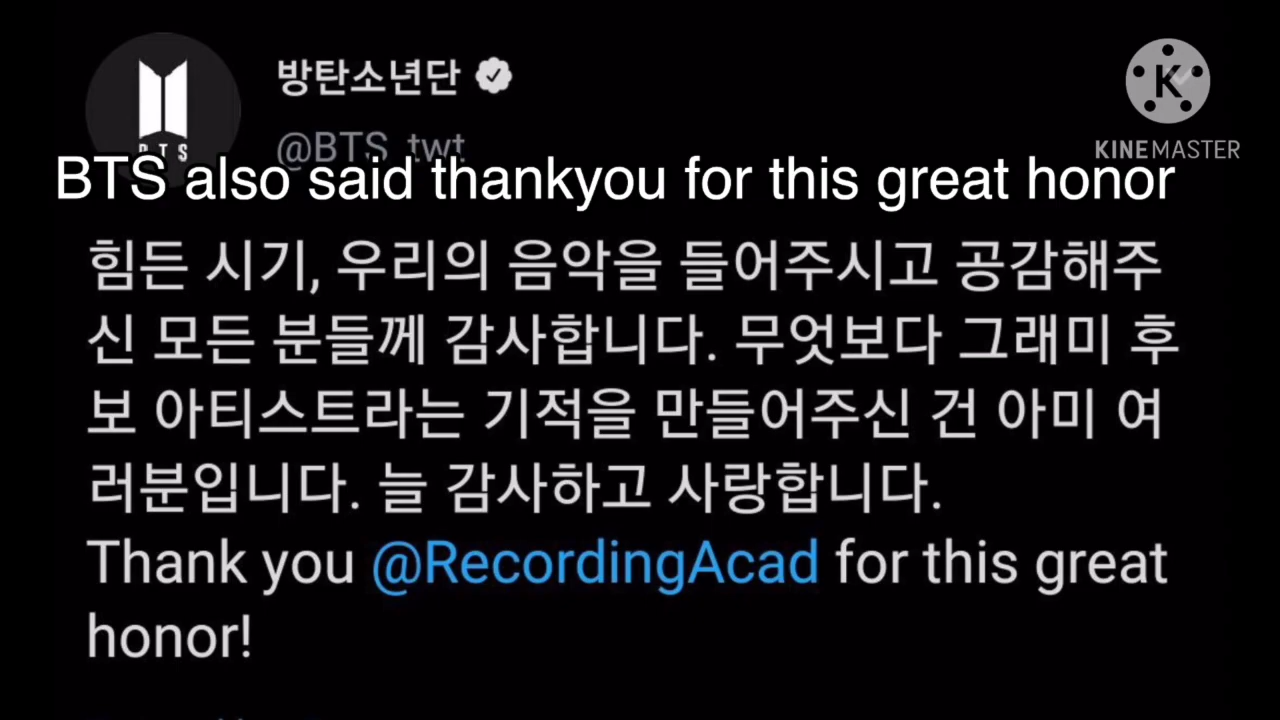 방탄소년단
@BTS_twt
BTS
KINEMASTER
BTS also said thankyou for this great honor
힘든 시기, 우리의 음악을 들어주시고 공감해주
신 모든 분들께 감사합니다. 무엇보다 그래미 후
보 아티스트라는 기적을 만들어주신 건 아미 여
러분입니다. 늘 감사하고 사랑합니다.
Thank you @RecordingAcad for this great
honor!